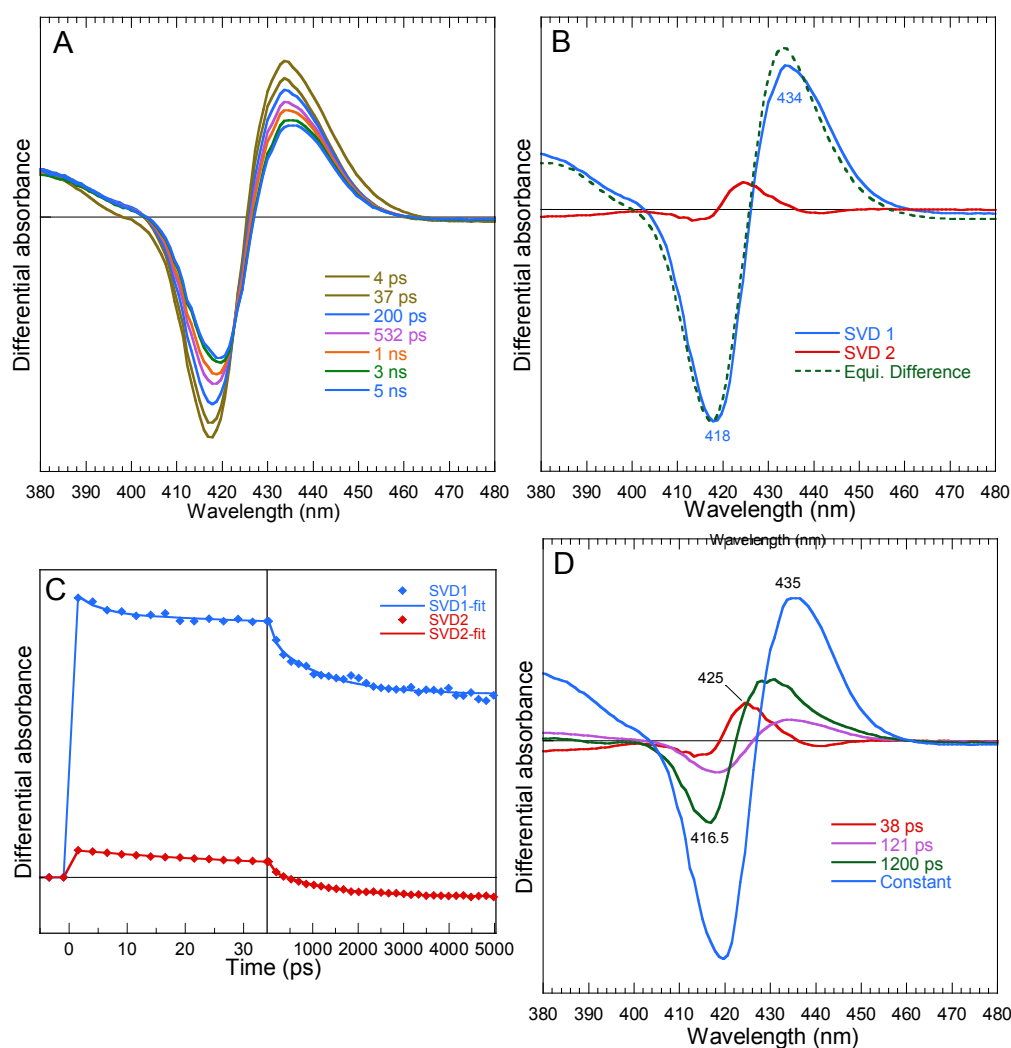 A
Differential absorbance
4 ps
37 ps
200 ps
532 ps
1 ns
3 ns
5 ns
380 390 400 410 420 430 440 450 460 470 480
Wavelength (nm)
B
Differential absorbance
434
418
SVD 1
SVD 2
Equi. Difference
380 390 400 410 420 430 440 450 460 470 480
Wavelength (nm)
C
Differential absorbance
SVD1
SVD1-fit
SVD2
SVD2-fit
0 10 20 30 1000 2000 3000 4000 5000
Time (ps)
Wavelength (nm)
D
Differential absorbance
435
425
416.5
38 ps
121 ps
1200 ps
Constant
380 390 400 410 420 430 440 450 460 470 480
Wavelength (nm)